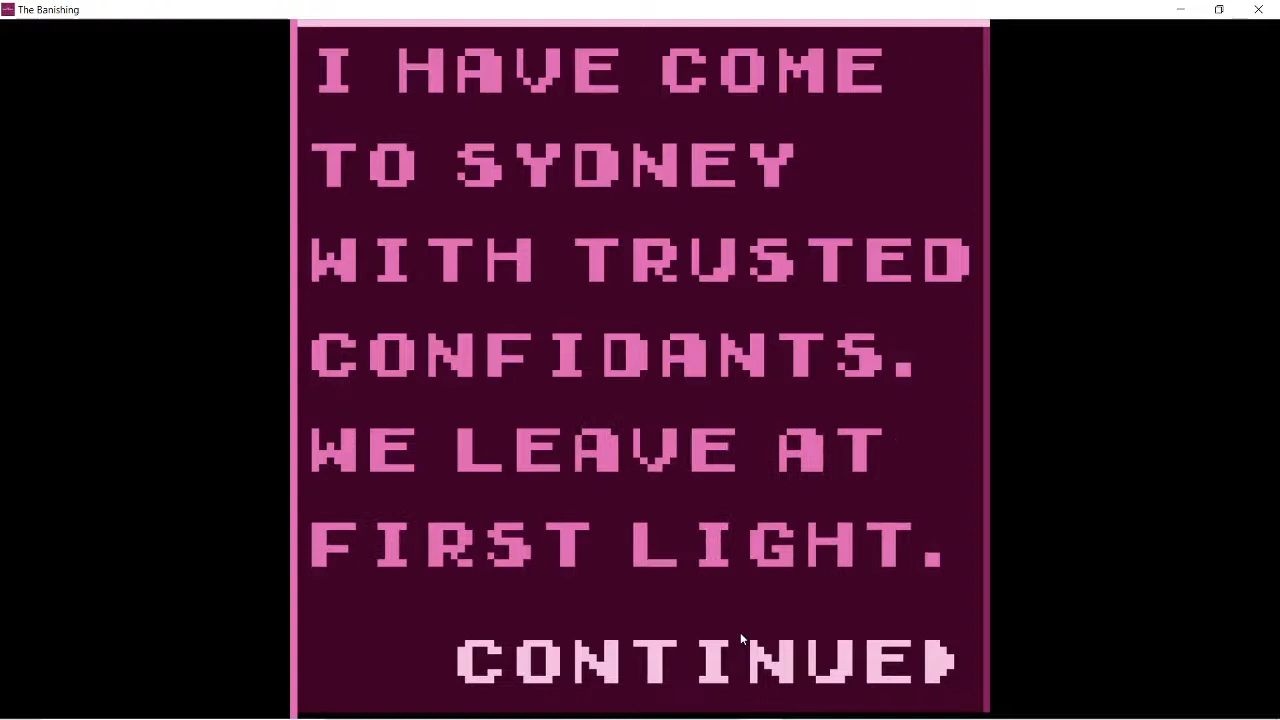 The Banishing
I HAVE COME
TO SYDNEY
WITH TRUSTED
CONFIDANTS.
WE LEAVE AT
FIRST LIGHT.
CONTINUE